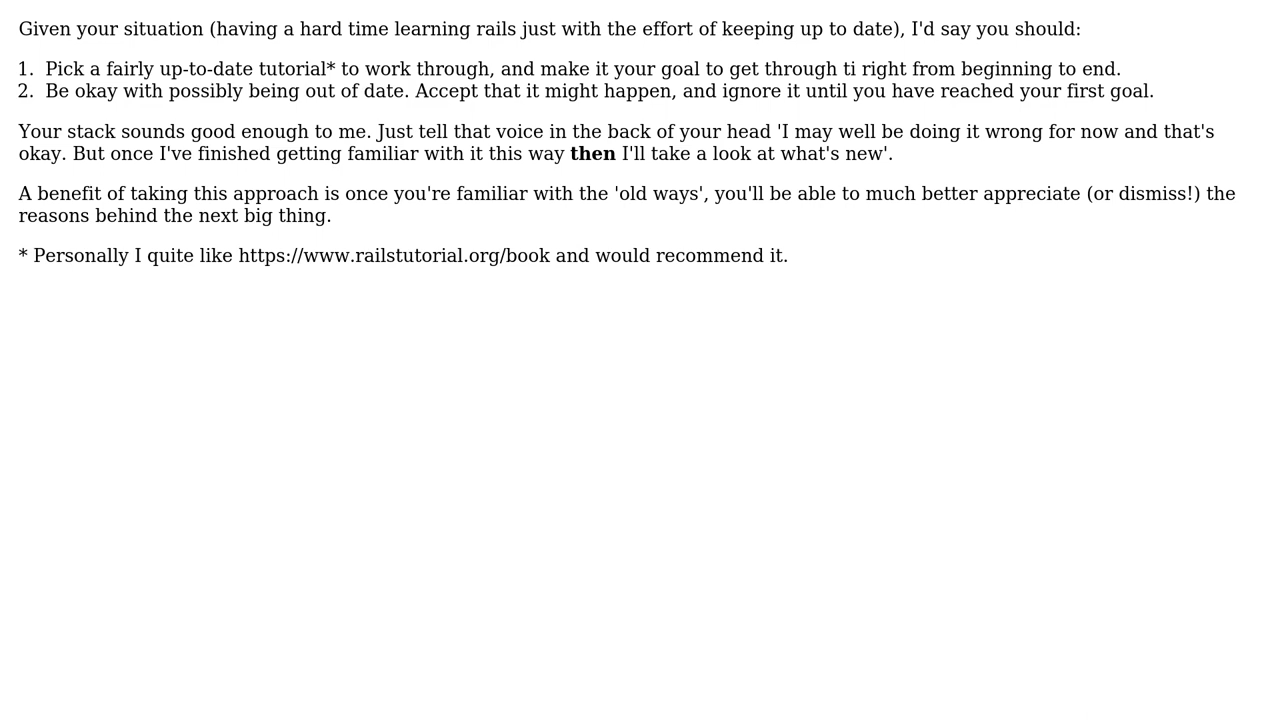 Given your situation (having a hard time learning rails just with the effort of keeping up to date), I'd say you should:
1. Pick a fairly up-to-date tutorial* to work through, and make it your goal to get through ti right from beginning to end.
2. Be okay with possibly being out of date. Accept that it might happen, and ignore it until you have reached your first goal.
Your stack sounds good enough to me. Just tell that voice in the back of your head 'I may well be doing it wrong for now and that's
okay. But once I've finished getting familiar with it this way then I'll take a look at what's new'.
A benefit of taking this approach is once you're familiar with the 'old ways', you'll be able to much better appreciate (or dismiss!) the
reasons behind the next big thing.
* Personally I quite like https://www.railstutorial.org/book and would recommend it.